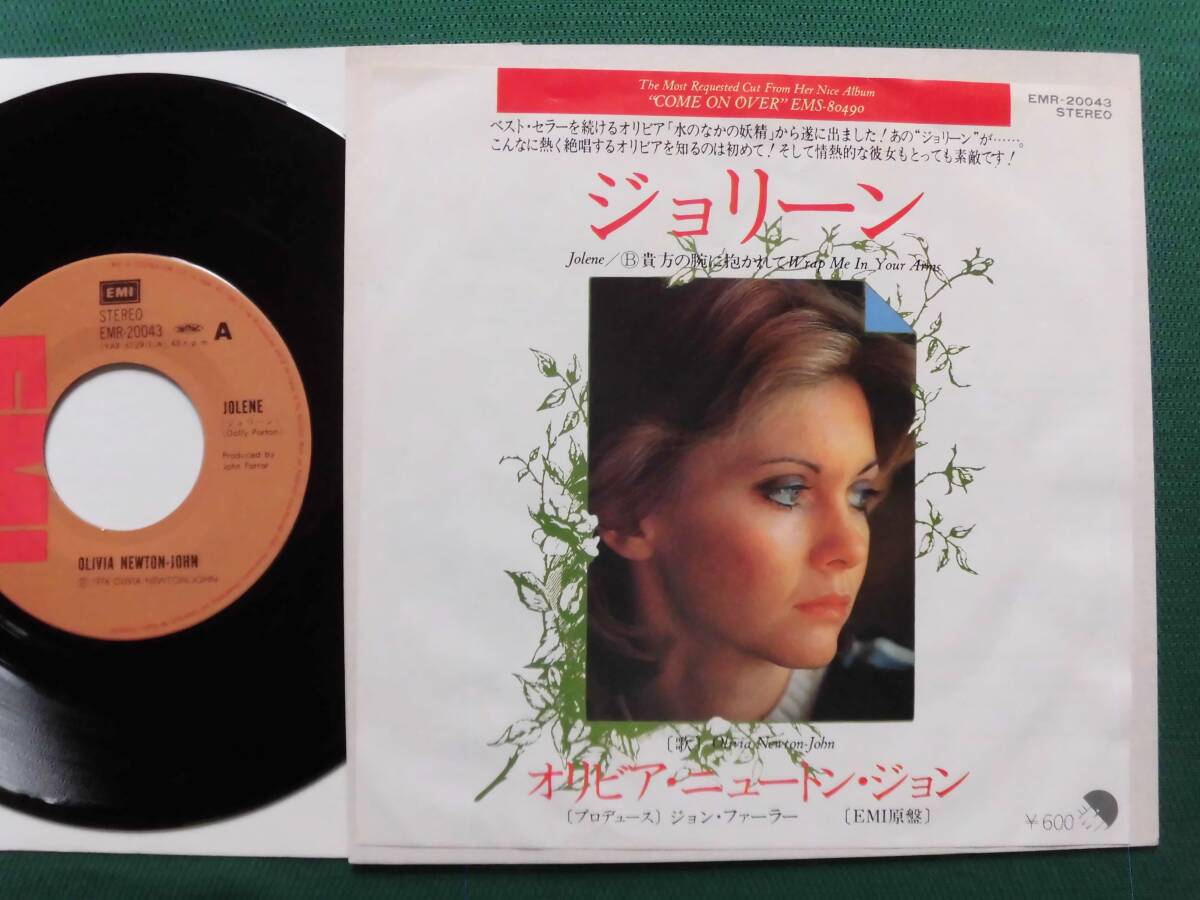 The Most Requested Cut From Her Nice Album
“COME ON OVER” EMS-80490
EMR-20043
STEREO
ベスト・セラーを続けるオリビア「水のなかの妖精」から遂に出ました！あの“ジョリーン”が……。
こんなに熱く絶唱するオリビアを知るのは初めて！そして情熱的な彼女もとっても素敵です！
ジョリーン
Jolene／Ⓑ貴方の腕に抱かれてWrap Me In Your Arms
〔歌〕Olivia Newton-John
オリビア・ニュートン・ジョン
〔プロデュース〕ジョン・ファーラー 〔EMI原盤〕
￥600
EMI
STEREO
EMR-20043
A
45 r.p.m.
JOLENE
(ジョリーン)
(Dolly Parton)
Produced by
John Farrar
OLIVIA NEWTON-JOHN
Ⓟ 1976 OLIVIA NEWTON-JOHN
EMI